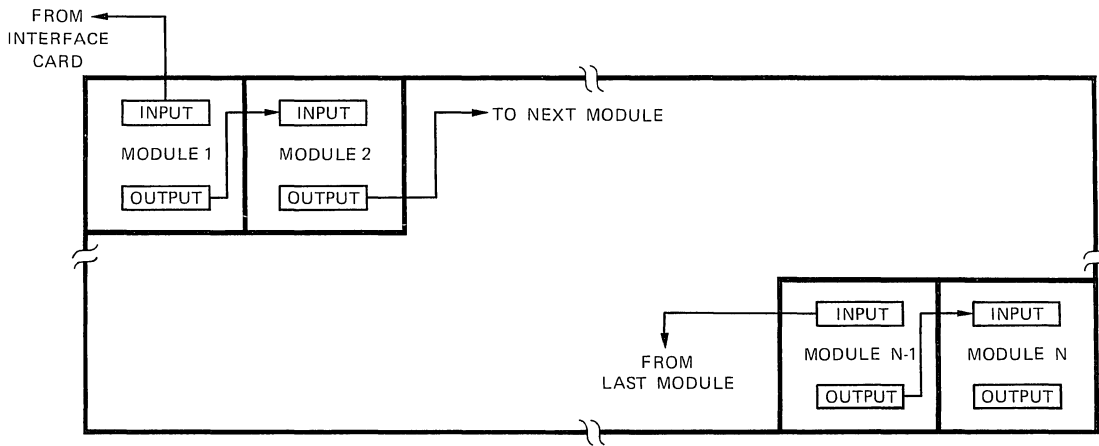 FROM
INTERFACE
CARD
INPUT
INPUT
TO NEXT MODULE
MODULE 1
MODULE 2
OUTPUT
OUTPUT
INPUT
INPUT
FROM
LAST MODULE
MODULE N-1
MODULE N
OUTPUT
OUTPUT